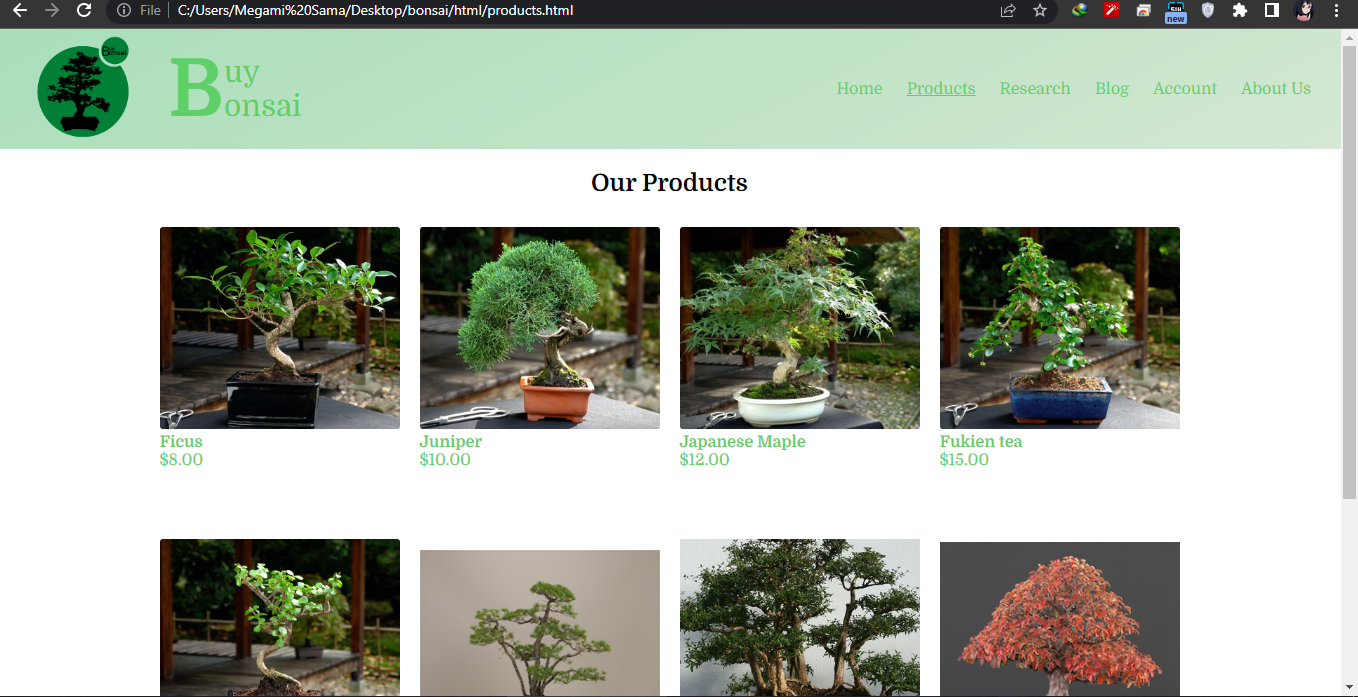 File C:/Users/Megami%20Sama/Desktop/bonsai/html/products.html
new
Buy
Bonsai
Buy
Bonsai
Home Products Research Blog Account About Us
Our Products
Ficus
$8.00
Juniper
$10.00
Japanese Maple
$12.00
Fukien tea
$15.00